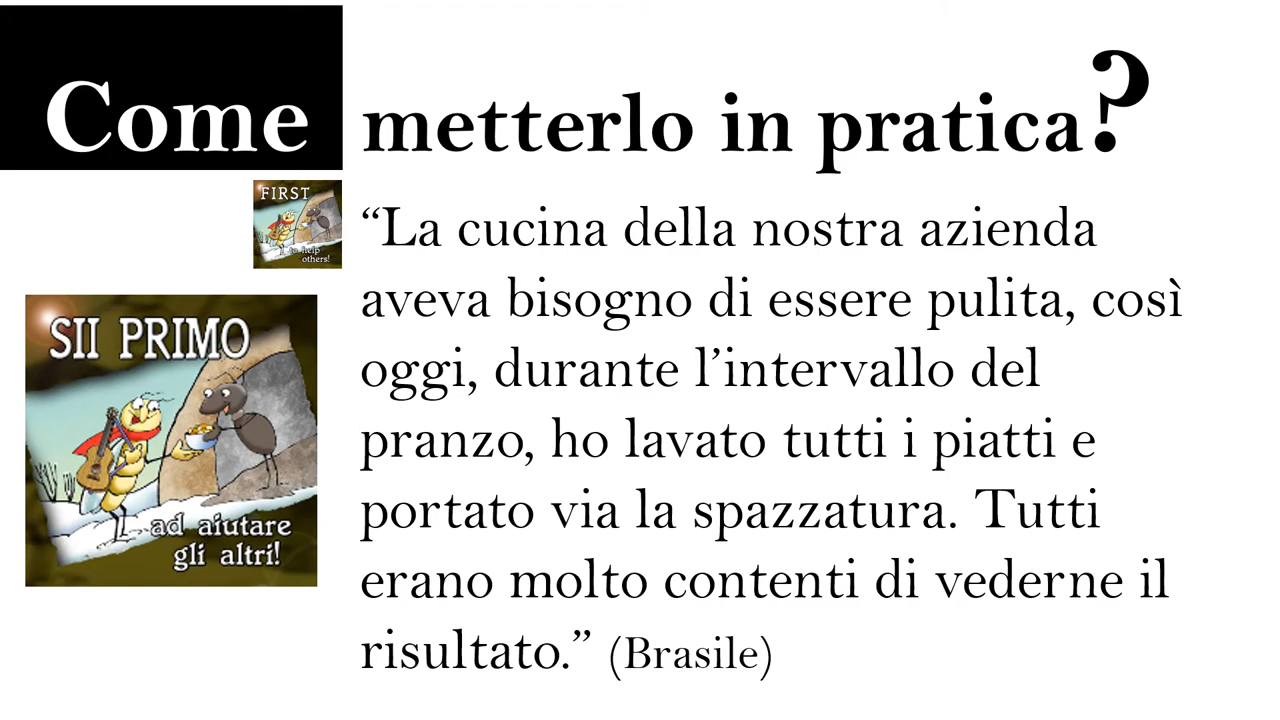 Come metterlo in pratica?
FIRST
to help
others!
SII PRIMO
ad aiutare
gli altri!
“La cucina della nostra azienda
aveva bisogno di essere pulita, così
oggi, durante l’intervallo del
pranzo, ho lavato tutti i piatti e
portato via la spazzatura. Tutti
erano molto contenti di vederne il
risultato.” (Brasile)